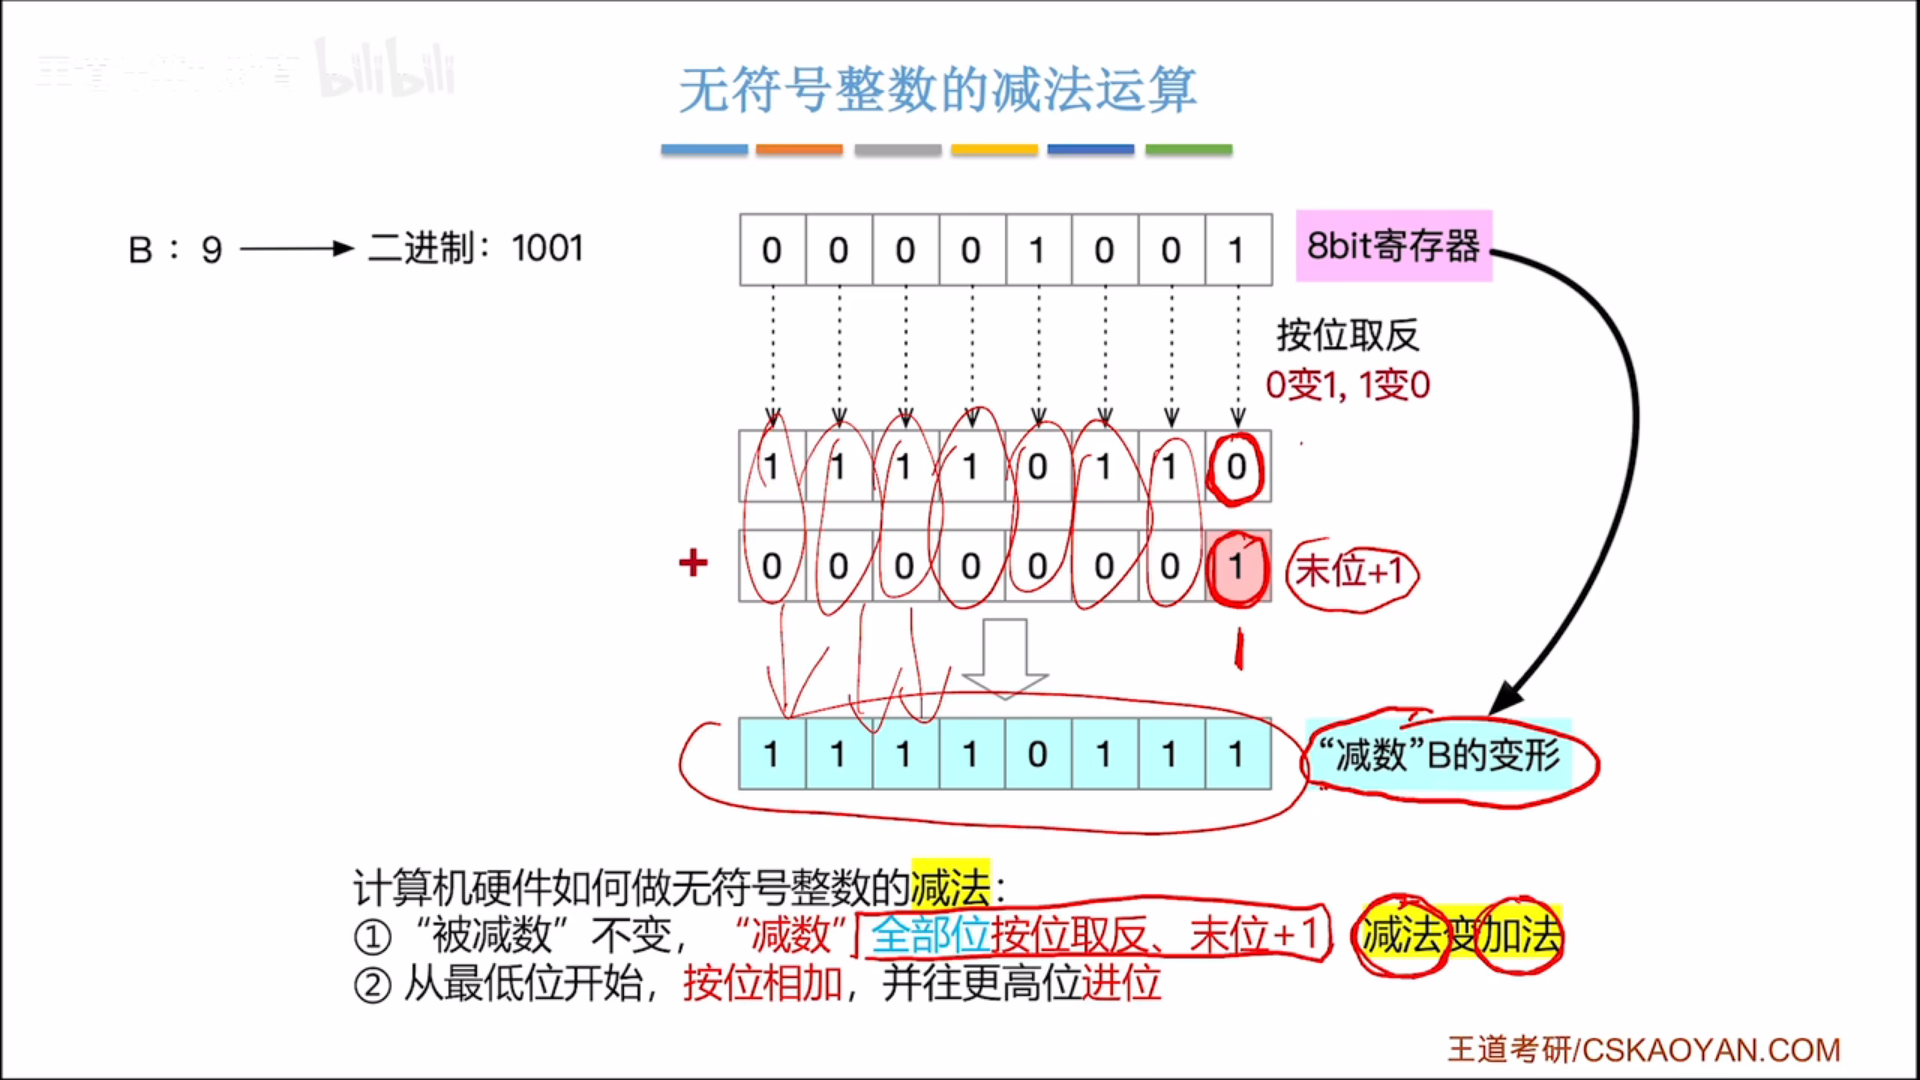 bilibili
无符号整数的减法运算
B：9 二进制：1001
0 0 0 0 1 0 0 1
8bit寄存器
按位取反
0变1, 1变0
1 1 1 1 0 1 1 0
+ 0 0 0 0 0 0 0 1 末位+1
1 1 1 1 0 1 1 1 “减数”B的变形
计算机硬件如何做无符号整数的减法：
① “被减数” 不变， “减数” 全部位按位取反、末位+1 减法变加法
② 从最低位开始，按位相加，并往更高位进位
王道考研/CSKAOYAN.COM